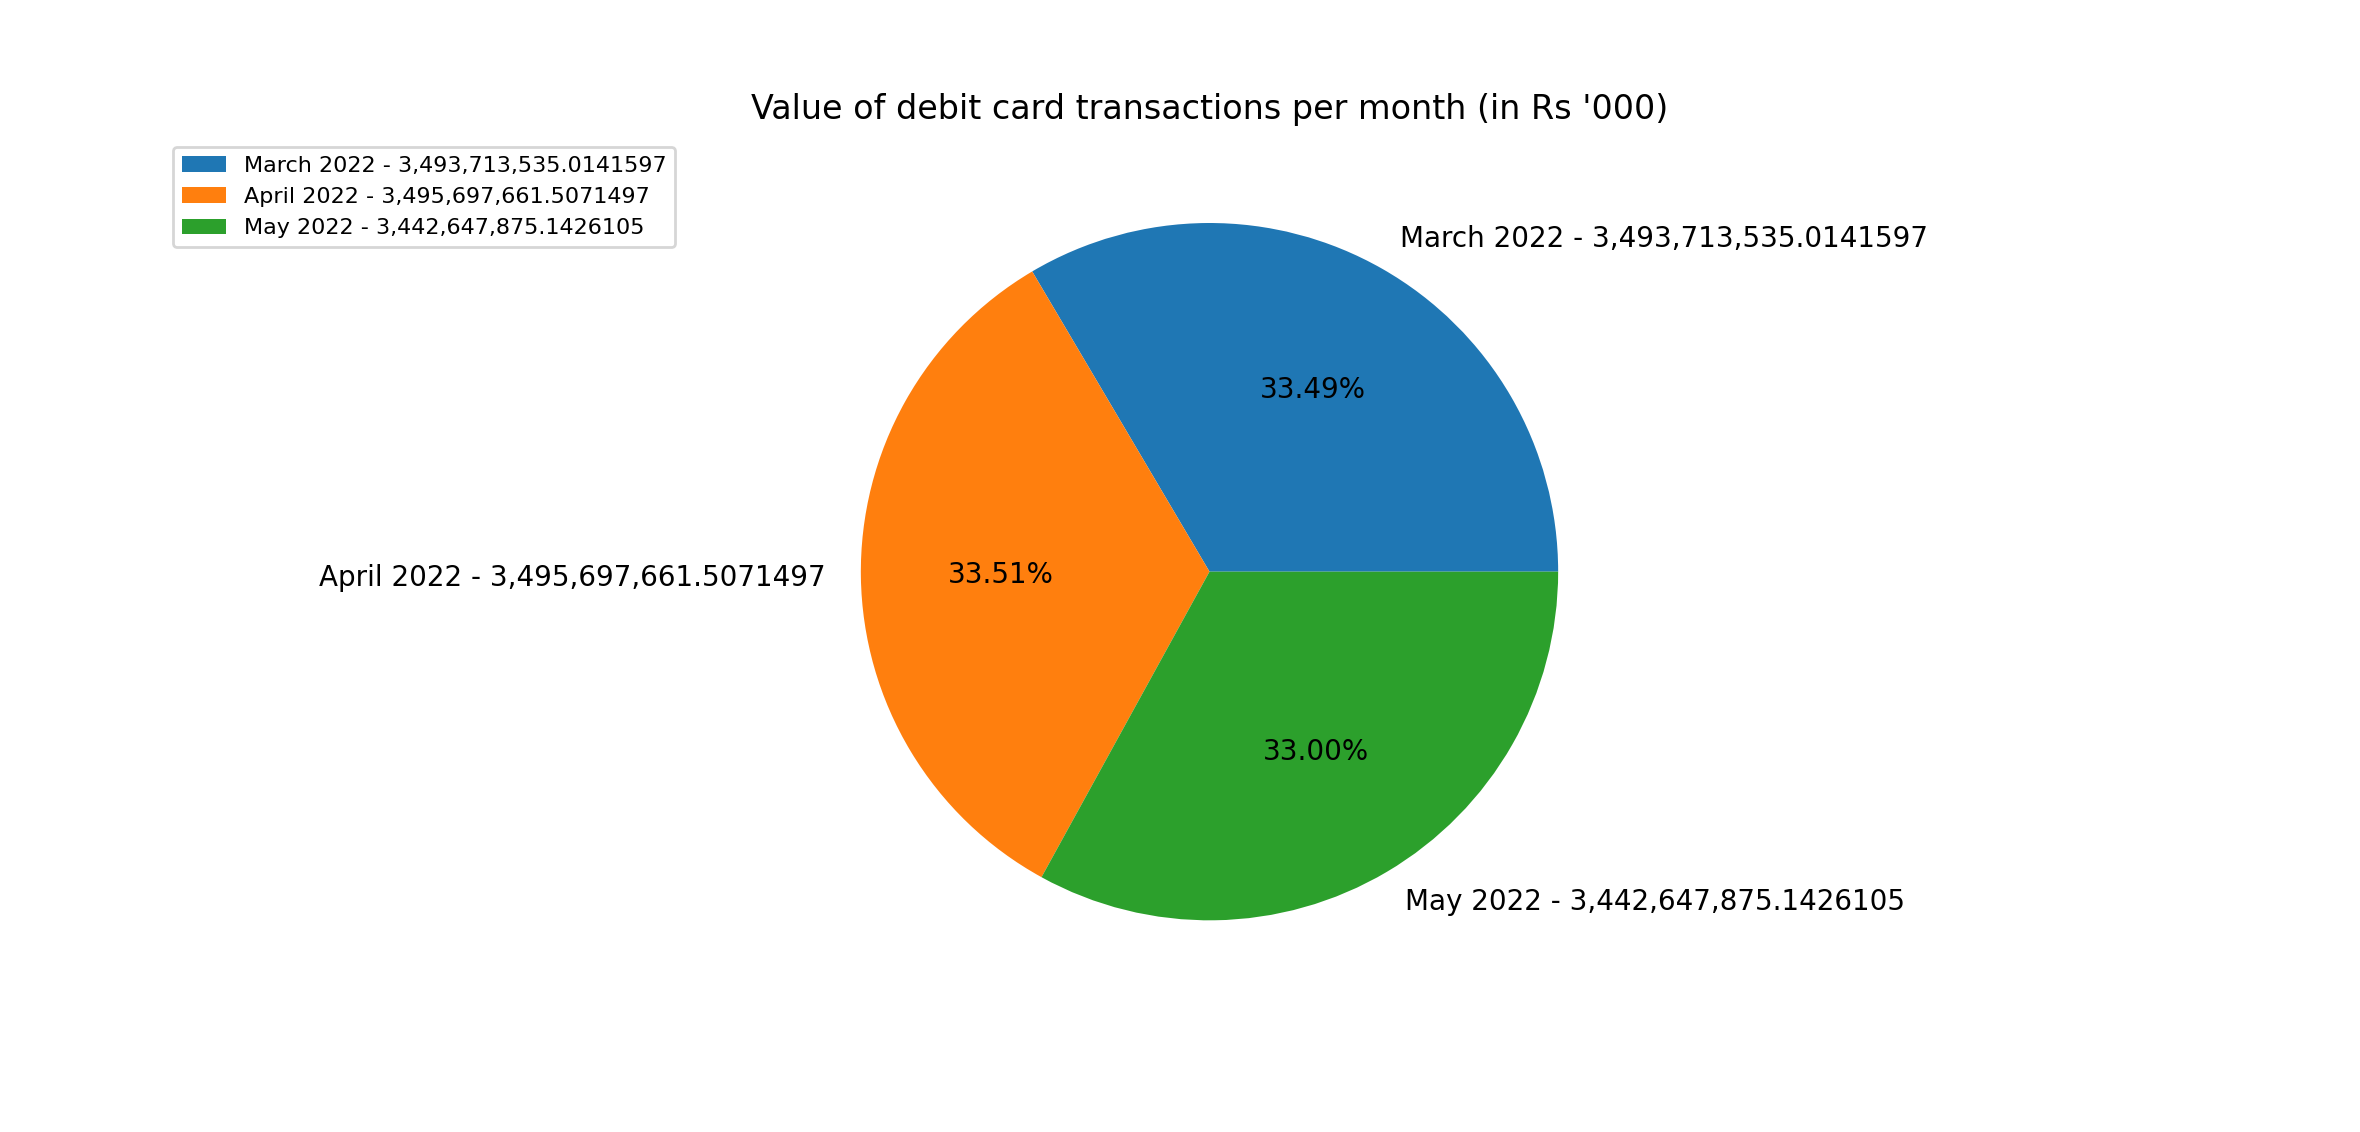 Value of debit card transactions per month (in Rs '000)
March 2022 - 3,493,713,535.0141597
April 2022 - 3,495,697,661.5071497
May 2022 - 3,442,647,875.1426105
March 2022 - 3,493,713,535.0141597
33.49%
April 2022 - 3,495,697,661.5071497
33.51%
33.00%
May 2022 - 3,442,647,875.1426105